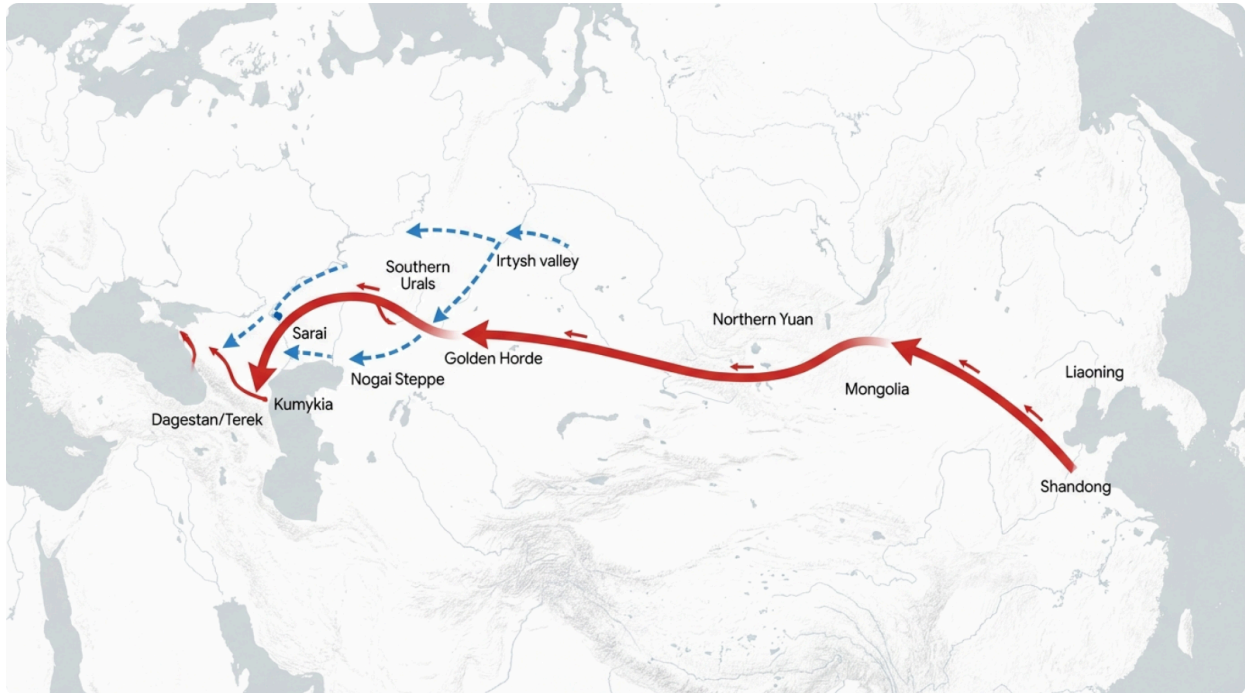 Southern
Urals
Irtysh valley
Sarai
Northern Yuan
Golden Horde
Nogai Steppe
Liaoning
Mongolia
Kumykia
Dagestan/Terek
Shandong